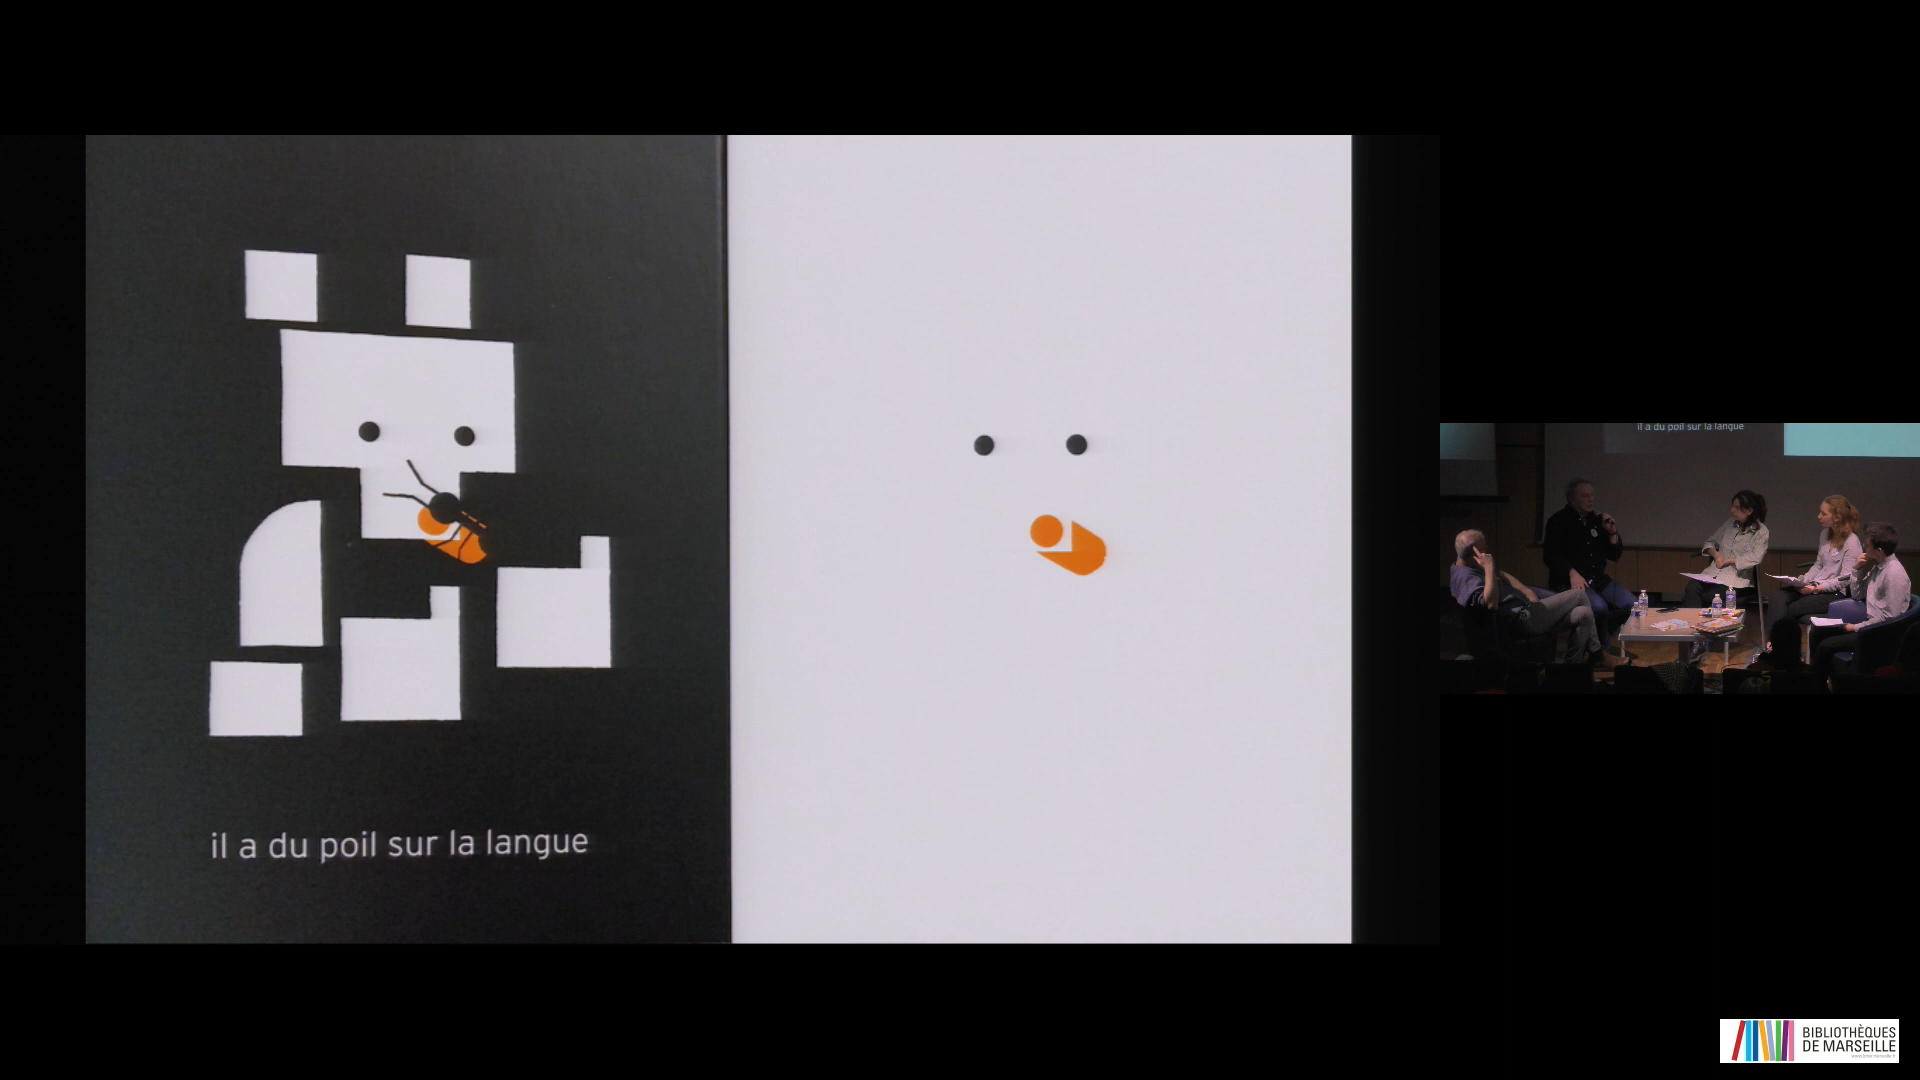 il a du poil sur la langue
il a du poil sur la langue
BIBLIOTHÈQUES
DE MARSEILLE